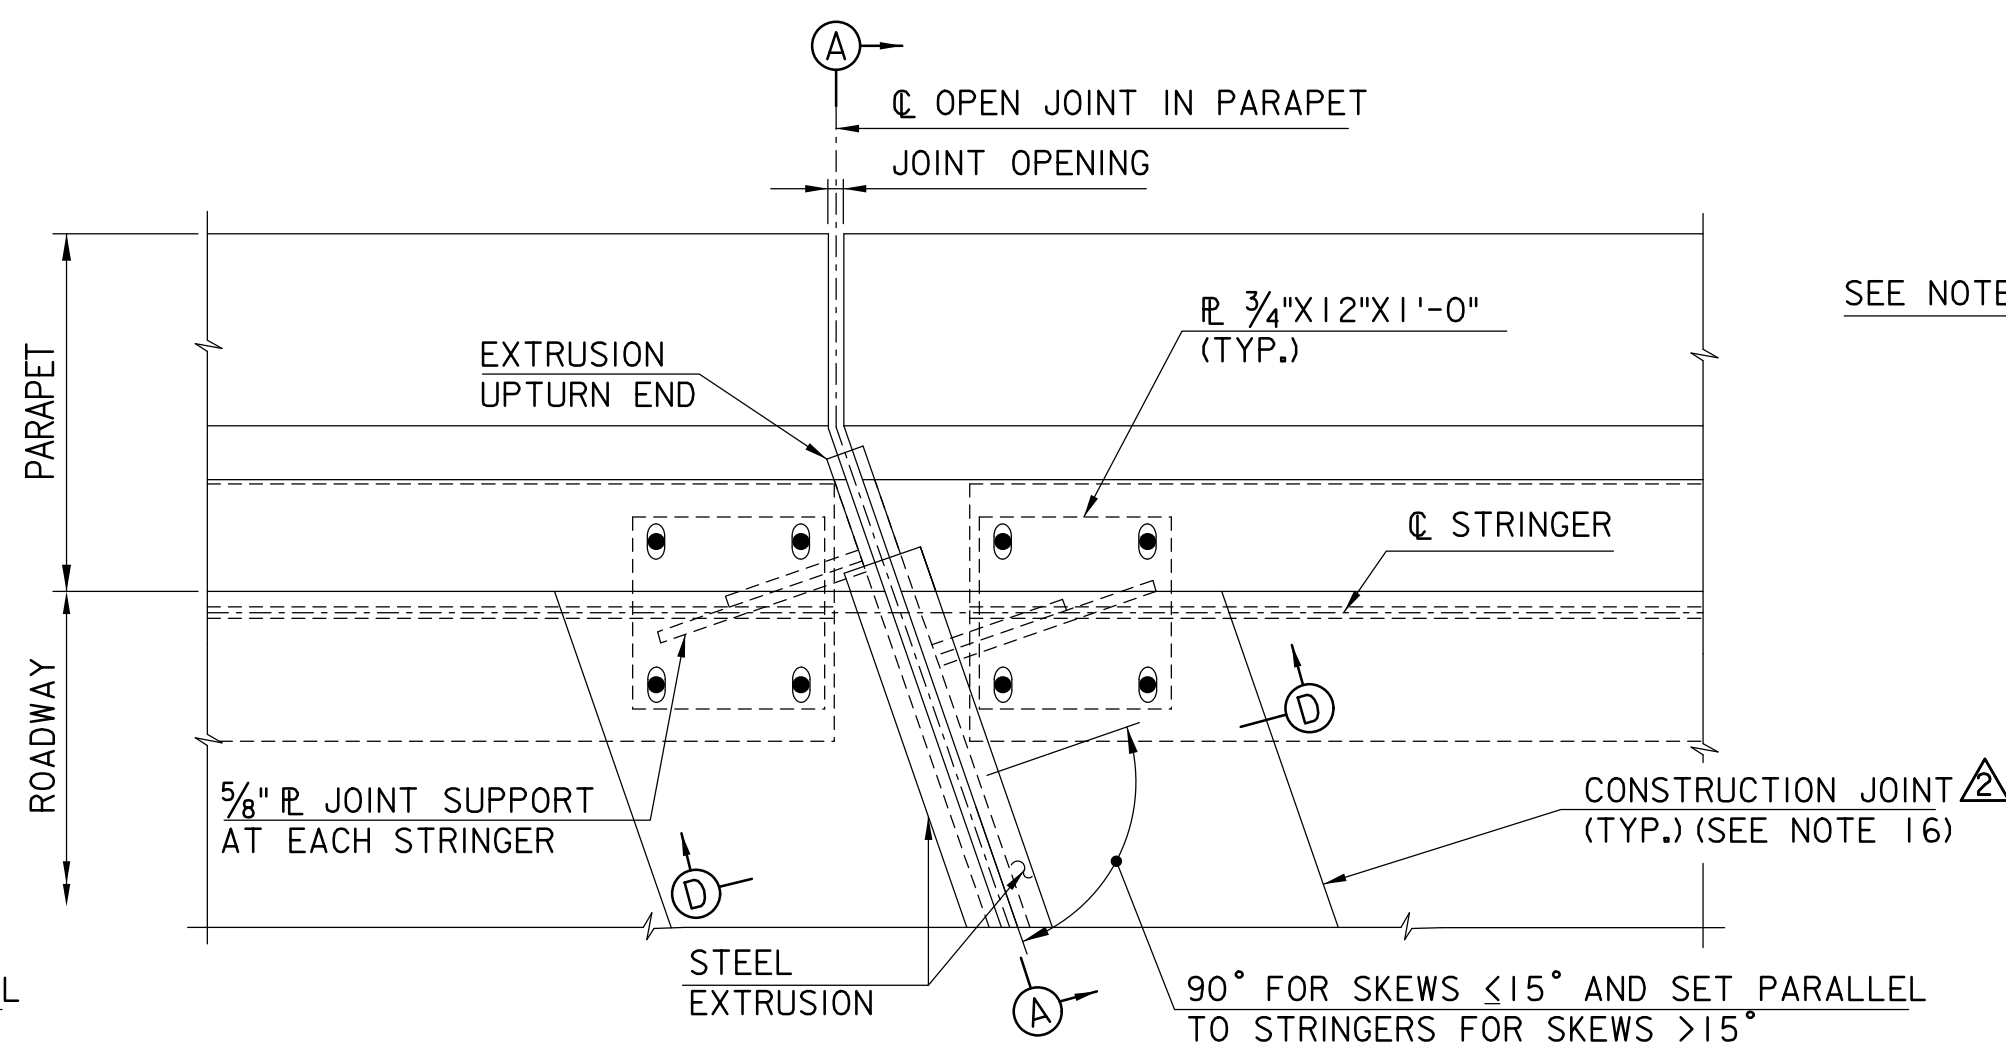 A
℄ OPEN JOINT IN PARAPET
JOINT OPENING
SEE NOTE
℄ STRINGER
PL 3/4"X12"X1'-0"
(TYP.)
EXTRUSION
UPTURN END
PARAPET
ROADWAY
D
5/8" PL JOINT SUPPORT
AT EACH STRINGER
CONSTRUCTION JOINT 2
(TYP.) (SEE NOTE 16)
D
STEEL
EXTRUSION
L
A
90° FOR SKEWS ≤15° AND SET PARALLEL
TO STRINGERS FOR SKEWS >15°